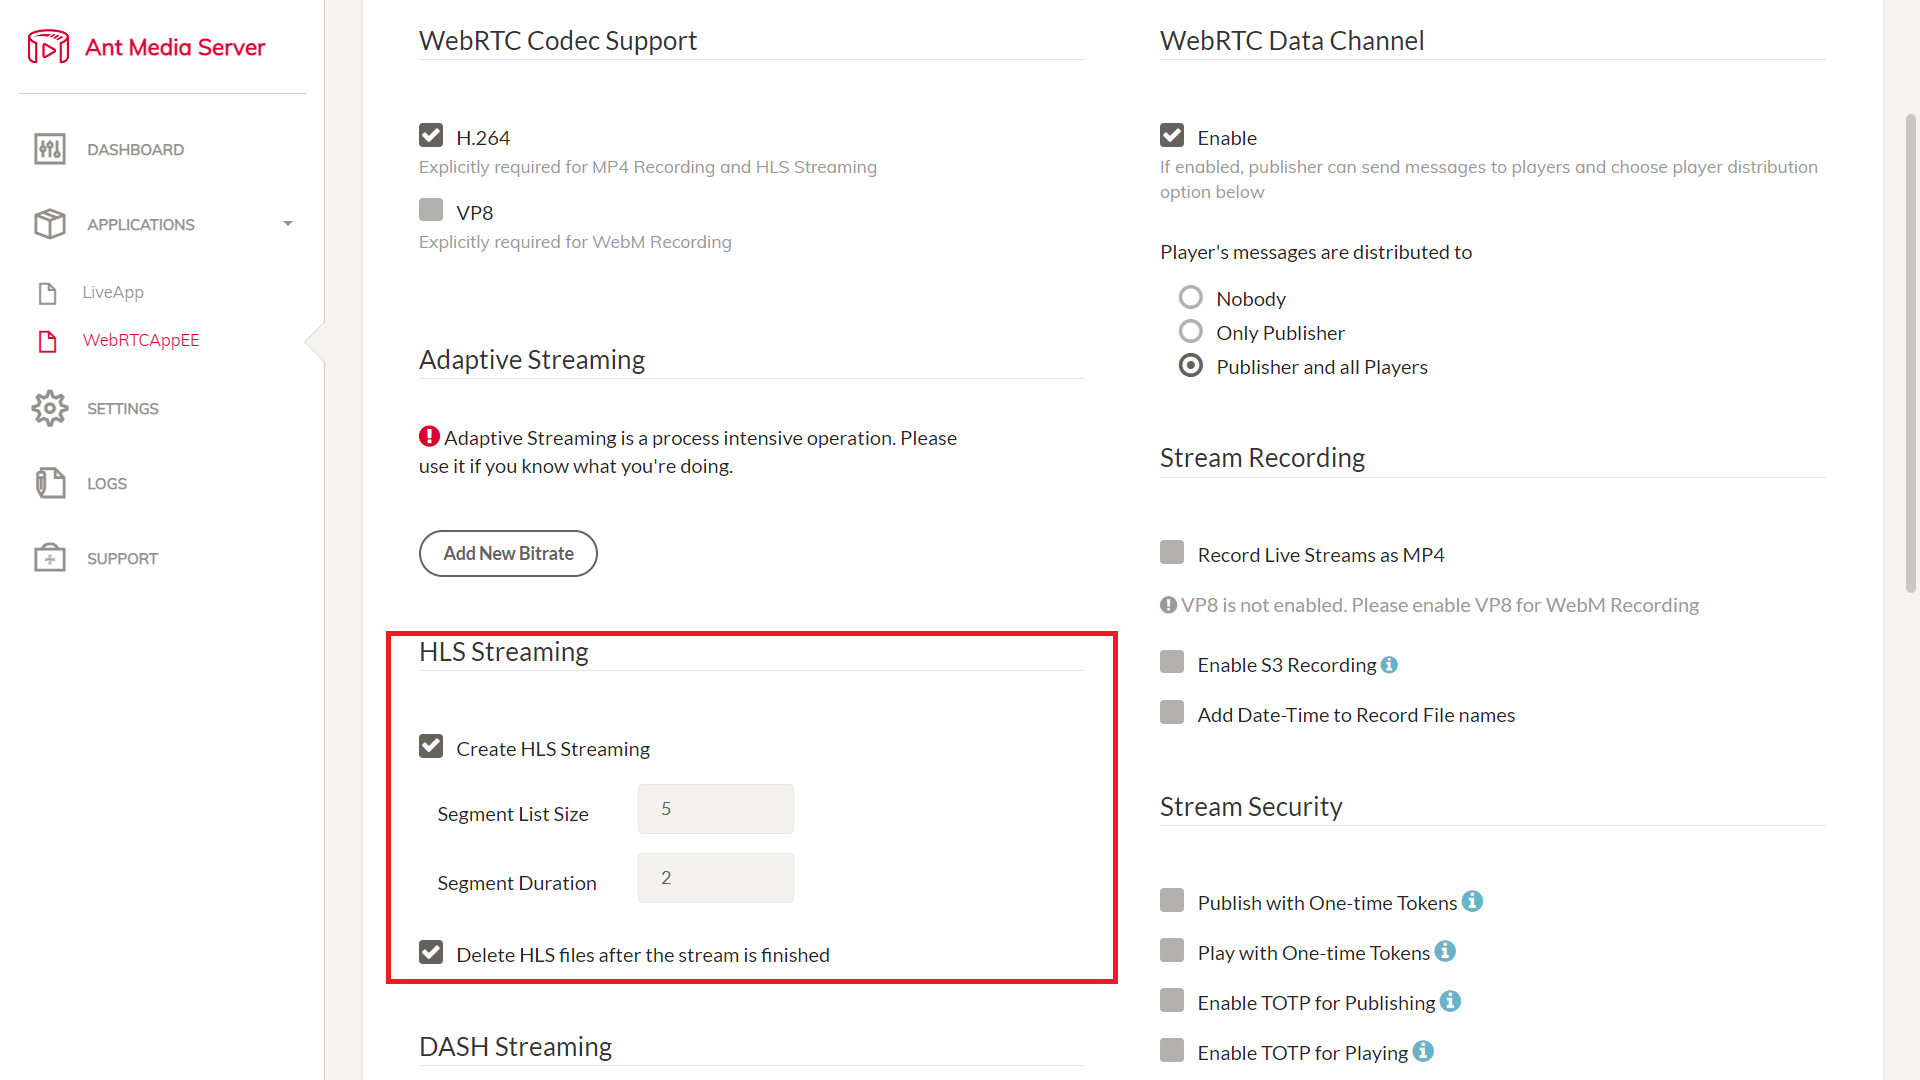 Ant Media Server
DASHBOARD
APPLICATIONS
LiveApp
WebRTCAppEE
SETTINGS
LOGS
SUPPORT
WebRTC Codec Support
H.264
Explicitly required for MP4 Recording and HLS Streaming
VP8
Explicitly required for WebM Recording
Adaptive Streaming
Adaptive Streaming is a process intensive operation. Please
use it if you know what you're doing.
Add New Bitrate
HLS Streaming
Create HLS Streaming
Segment List Size 5
Segment Duration 2
Delete HLS files after the stream is finished
DASH Streaming
WebRTC Data Channel
Enable
If enabled, publisher can send messages to players and choose player distribution
option below
Player's messages are distributed to
Nobody
Only Publisher
Publisher and all Players
Stream Recording
Record Live Streams as MP4
VP8 is not enabled. Please enable VP8 for WebM Recording
Enable S3 Recording
Add Date-Time to Record File names
Stream Security
Publish with One-time Tokens
Play with One-time Tokens
Enable TOTP for Publishing
Enable TOTP for Playing